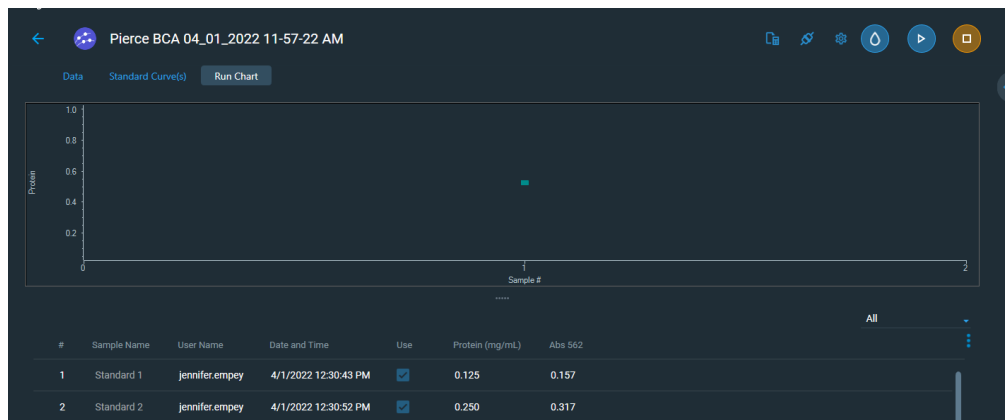 Pierce BCA 04_01_2022 11-57-22 AM
Data Standard Curve(s) Run Chart
1.0
0.8
0.6
0.4
0.2
Protein
0 1 2
Sample #
All
# Sample Name User Name Date and Time Use Protein (mg/mL) Abs 562
1 Standard 1 jennifer.empey 4/1/2022 12:30:43 PM 0.125 0.157
2 Standard 2 jennifer.empey 4/1/2022 12:30:52 PM 0.250 0.317